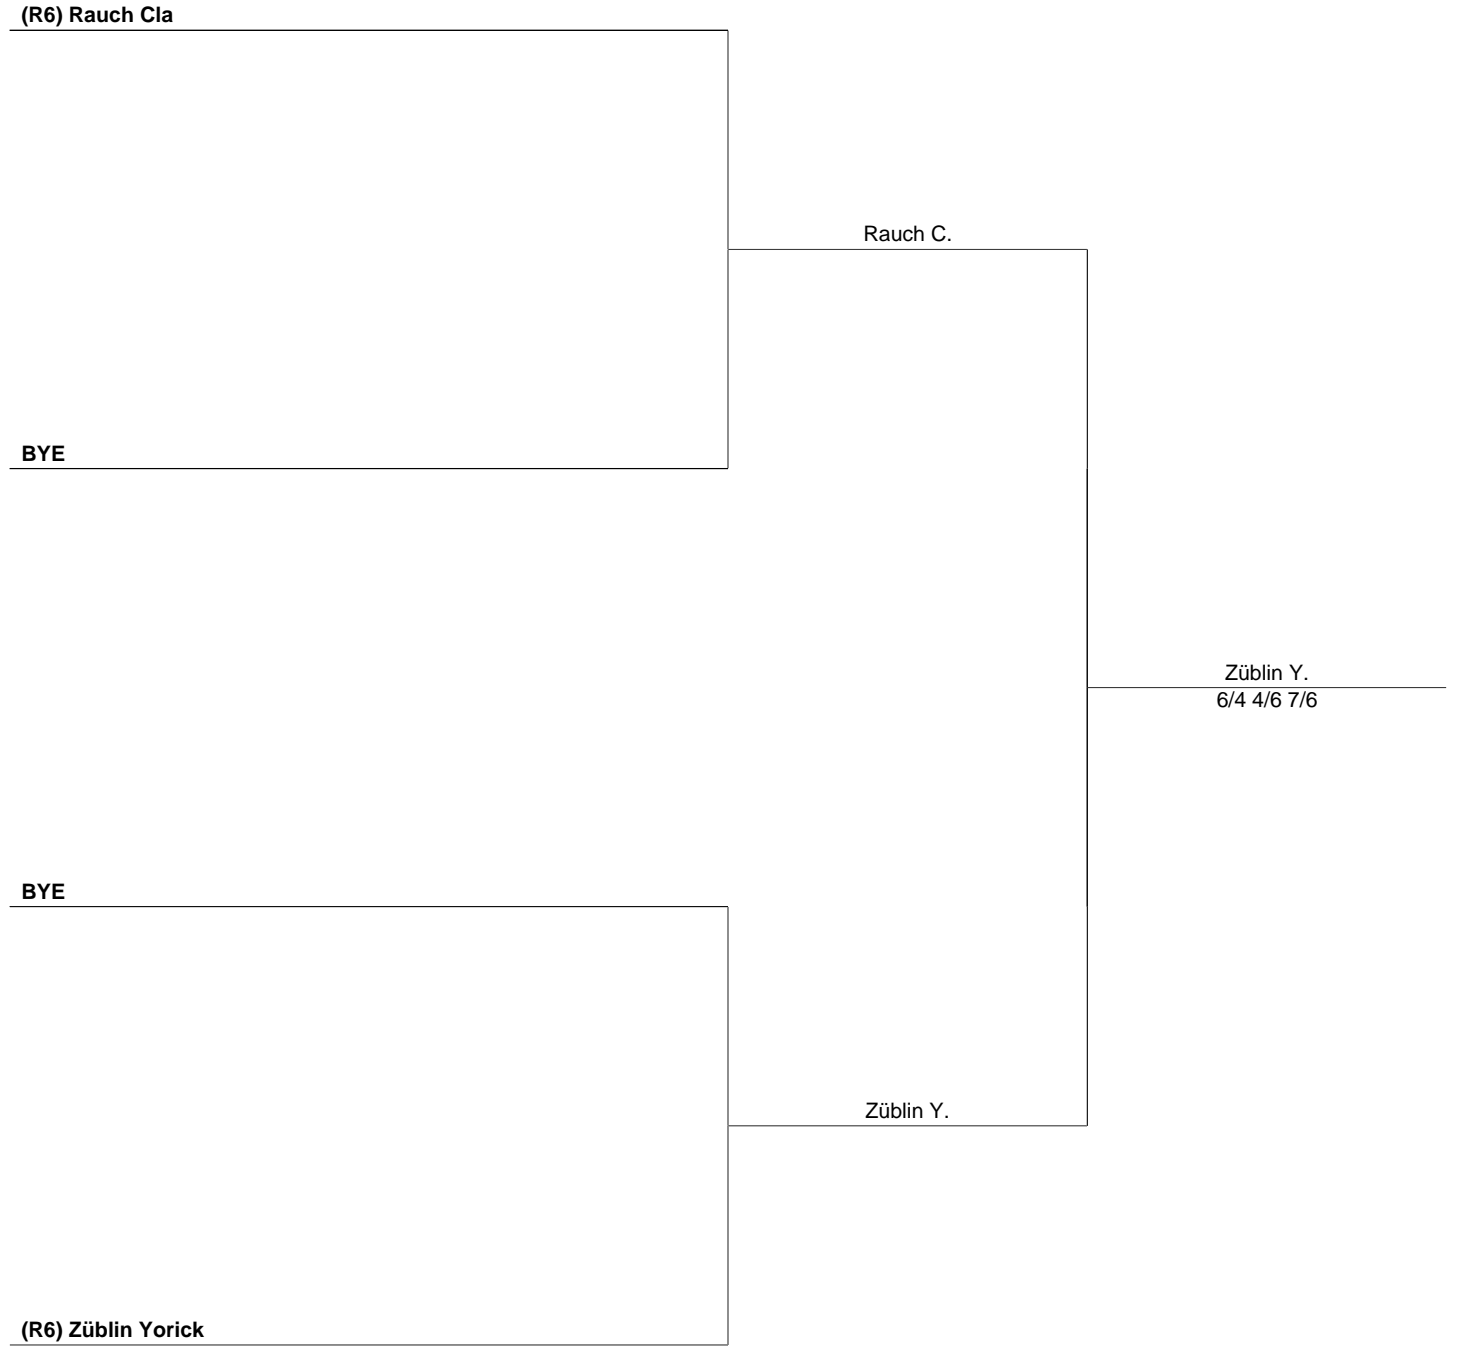 (R6) Rauch Cla
Rauch C.
BYE
Züblin Y.
6/4 4/6 7/6
BYE
Züblin Y.
(R6) Züblin Yorick